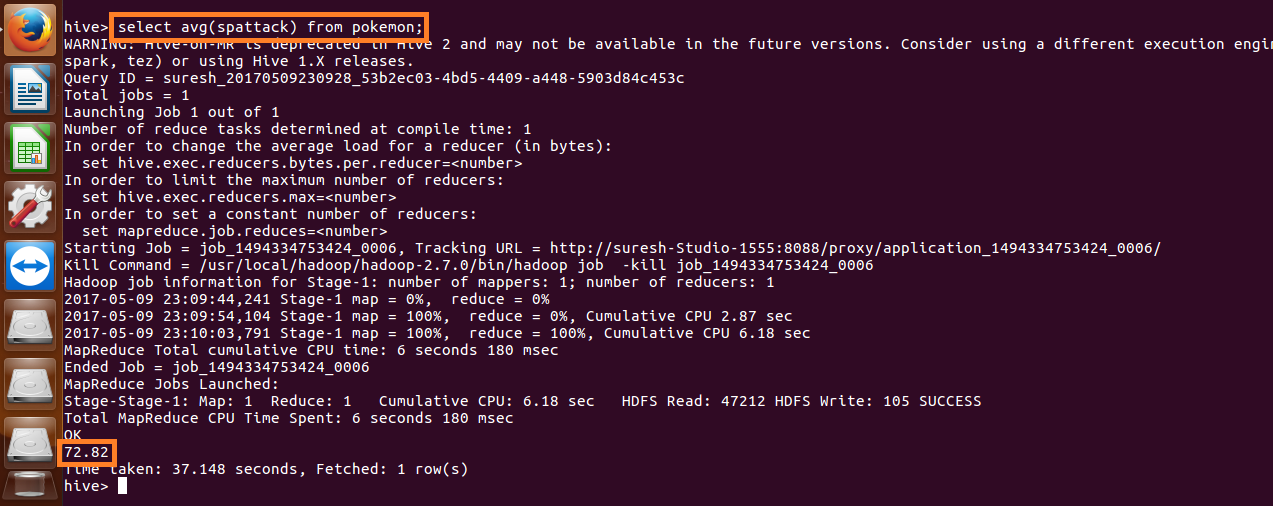 hive> select avg(spattack) from pokemon;
WARNING: Hive-on-MR is deprecated in Hive 2 and may not be available in the future versions. Consider using a different execution engin
spark, tez) or using Hive 1.X releases.
Query ID = suresh_20170509230928_53b2ec03-4bd5-4409-a448-5903d84c453c
Total jobs = 1
Launching Job 1 out of 1
Number of reduce tasks determined at compile time: 1
In order to change the average load for a reducer (in bytes):
  set hive.exec.reducers.bytes.per.reducer=<number>
In order to limit the maximum number of reducers:
  set hive.exec.reducers.max=<number>
In order to set a constant number of reducers:
  set mapreduce.job.reduces=<number>
Starting Job = job_1494334753424_0006, Tracking URL = http://suresh-Studio-1555:8088/proxy/application_1494334753424_0006/
Kill Command = /usr/local/hadoop/hadoop-2.7.0/bin/hadoop job  -kill job_1494334753424_0006
Hadoop job information for Stage-1: number of mappers: 1; number of reducers: 1
2017-05-09 23:09:44,241 Stage-1 map = 0%,  reduce = 0%
2017-05-09 23:09:54,104 Stage-1 map = 100%,  reduce = 0%, Cumulative CPU 2.87 sec
2017-05-09 23:10:03,791 Stage-1 map = 100%,  reduce = 100%, Cumulative CPU 6.18 sec
MapReduce Total cumulative CPU time: 6 seconds 180 msec
Ended Job = job_1494334753424_0006
MapReduce Jobs Launched:
Stage-Stage-1: Map: 1  Reduce: 1   Cumulative CPU: 6.18 sec   HDFS Read: 47212 HDFS Write: 105 SUCCESS
Total MapReduce CPU Time Spent: 6 seconds 180 msec
OK
72.82
Time taken: 37.148 seconds, Fetched: 1 row(s)
hive>